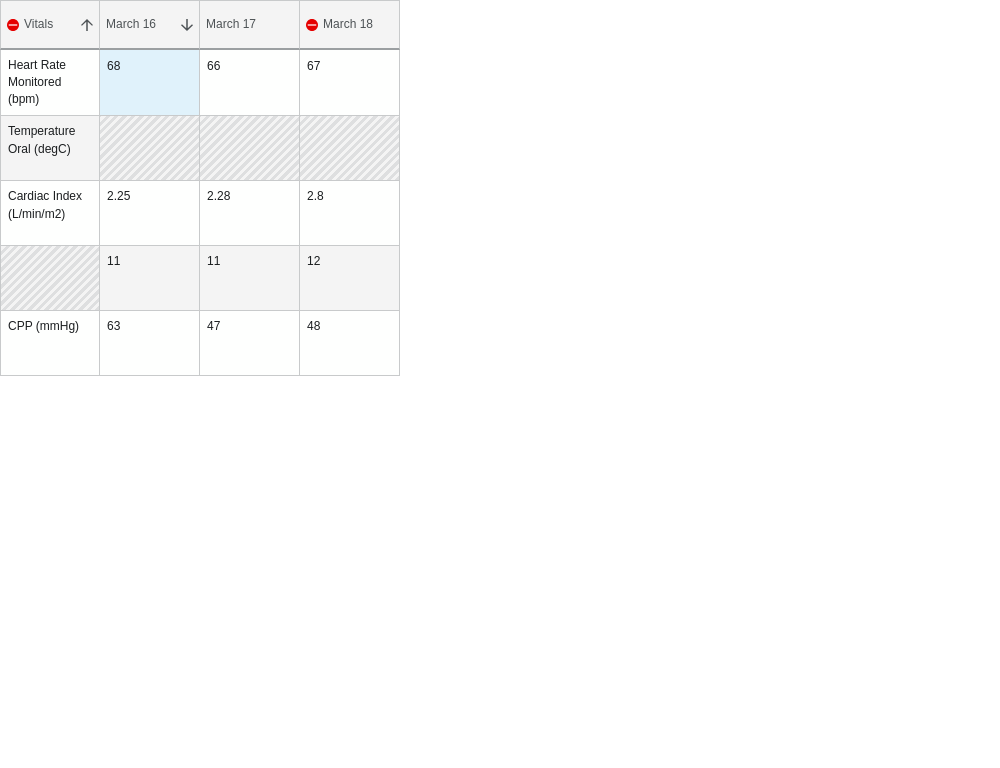 Vitals March 16 March 17 March 18
Heart Rate 68 66 67
Monitored
(bpm)
Temperature
Oral (degC)
Cardiac Index 2.25 2.28 2.8
(L/min/m2)
11 11 12
CPP (mmHg) 63 47 48